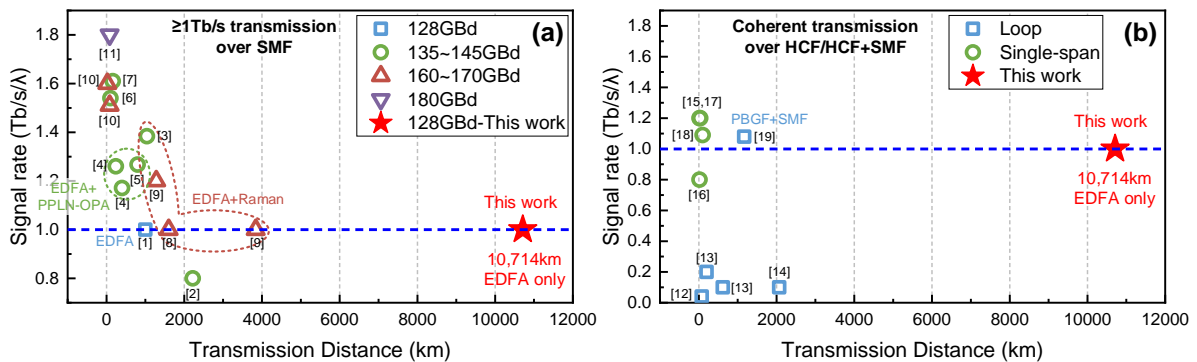 ≥1Tb/s transmission
over SMF
(a)
128GBd
135~145GBd
160~170GBd
180GBd
128GBd-This work
[11]
[10]
[7]
[6]
[10]
[3]
[4]
[5]
[9]
[4]
EDFA+
PPLN-OPA
EDFA+Raman
EDFA
[1]
[8]
[9]
[2]
This work
10,714km
EDFA only
Signal rate (Tb/s/λ)
1.8
1.6
1.4
1.2
1.0
0.8
0 2000 4000 6000 8000 10000 12000
Transmission Distance (km)
Coherent transmission
over HCF/HCF+SMF
(b)
Loop
Single-span
This work
[15,17]
PBGF+SMF
[18]
[19]
[16]
[13]
[12]
[13]
[14]
This work
10,714km
EDFA only
Signal rate (Tb/s/λ)
1.8
1.6
1.4
1.2
1.0
0.8
0.6
0.4
0.2
0.0
0 2000 4000 6000 8000 10000 12000
Transmission Distance (km)